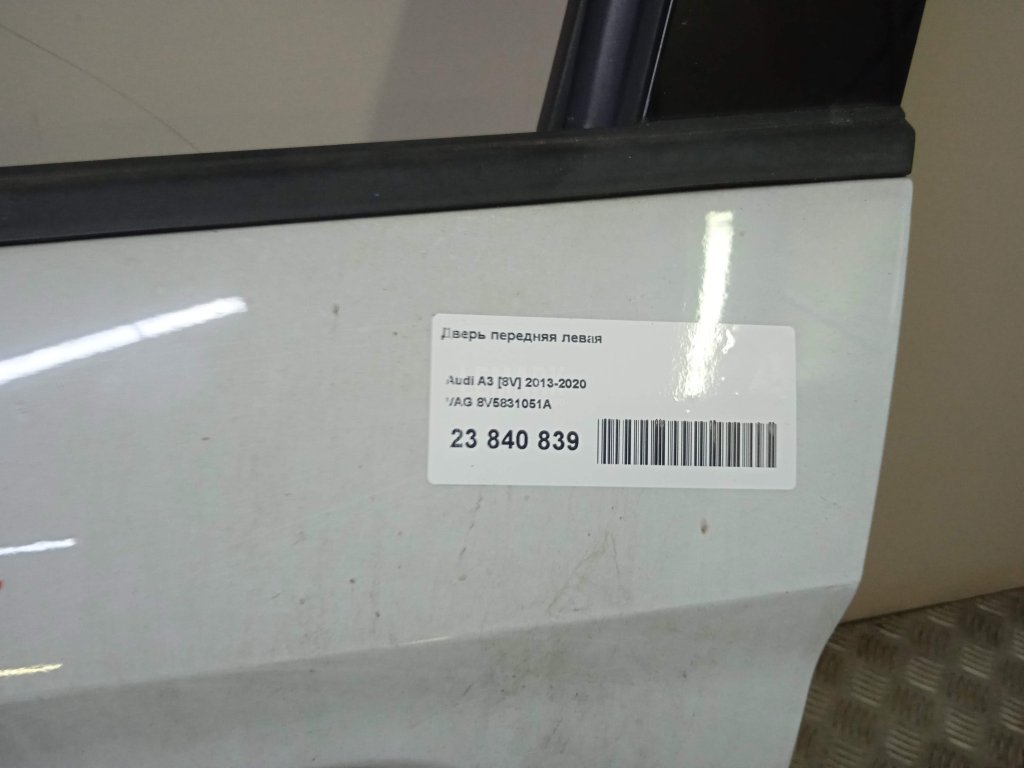 Дверь передняя левая
Audi A3 [8V] 2013-2020
VAG 8V5831051A
23 840 839